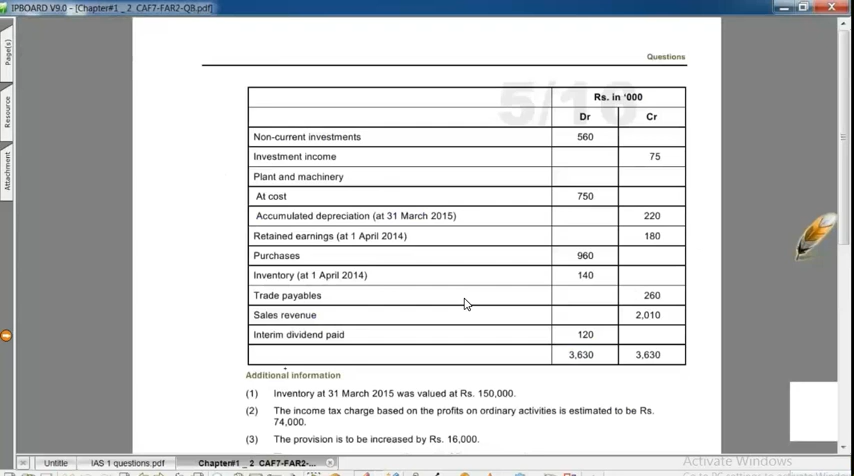 IPBOARD V9.0 - [Chapter#1 _ 2 CAF7-FAR2-QB.pdf]
Page(s)
Resource
Attachment
Questions
5/16
Rs. in '000
Dr Cr
Non-current investments 560
Investment income 75
Plant and machinery
At cost 750
Accumulated depreciation (at 31 March 2015) 220
Retained earnings (at 1 April 2014) 180
Purchases 960
Inventory (at 1 April 2014) 140
Trade payables 260
Sales revenue 2,010
Interim dividend paid 120
3,630 3,630
Additional information
(1) Inventory at 31 March 2015 was valued at Rs. 150,000.
(2) The income tax charge based on the profits on ordinary activities is estimated to be Rs.
74,000.
(3) The provision is to be increased by Rs. 16,000.
Activate Windows
Untitle IAS 1 questions.pdf Chapter#1 _ 2 CAF7-FAR2-...